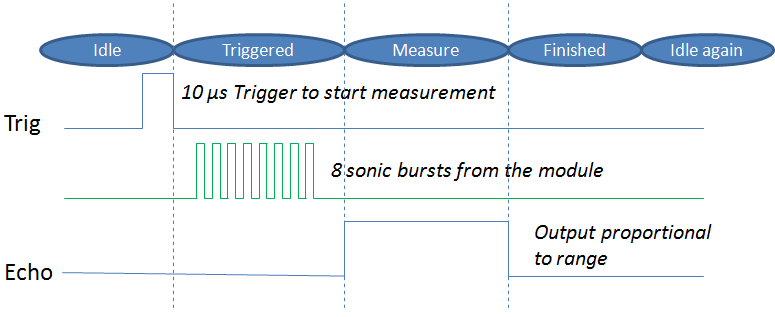 Idle
Triggered
Measure
Finished
Idle again
Trig
10 µs Trigger to start measurement
8 sonic bursts from the module
Echo
Output proportional
to range